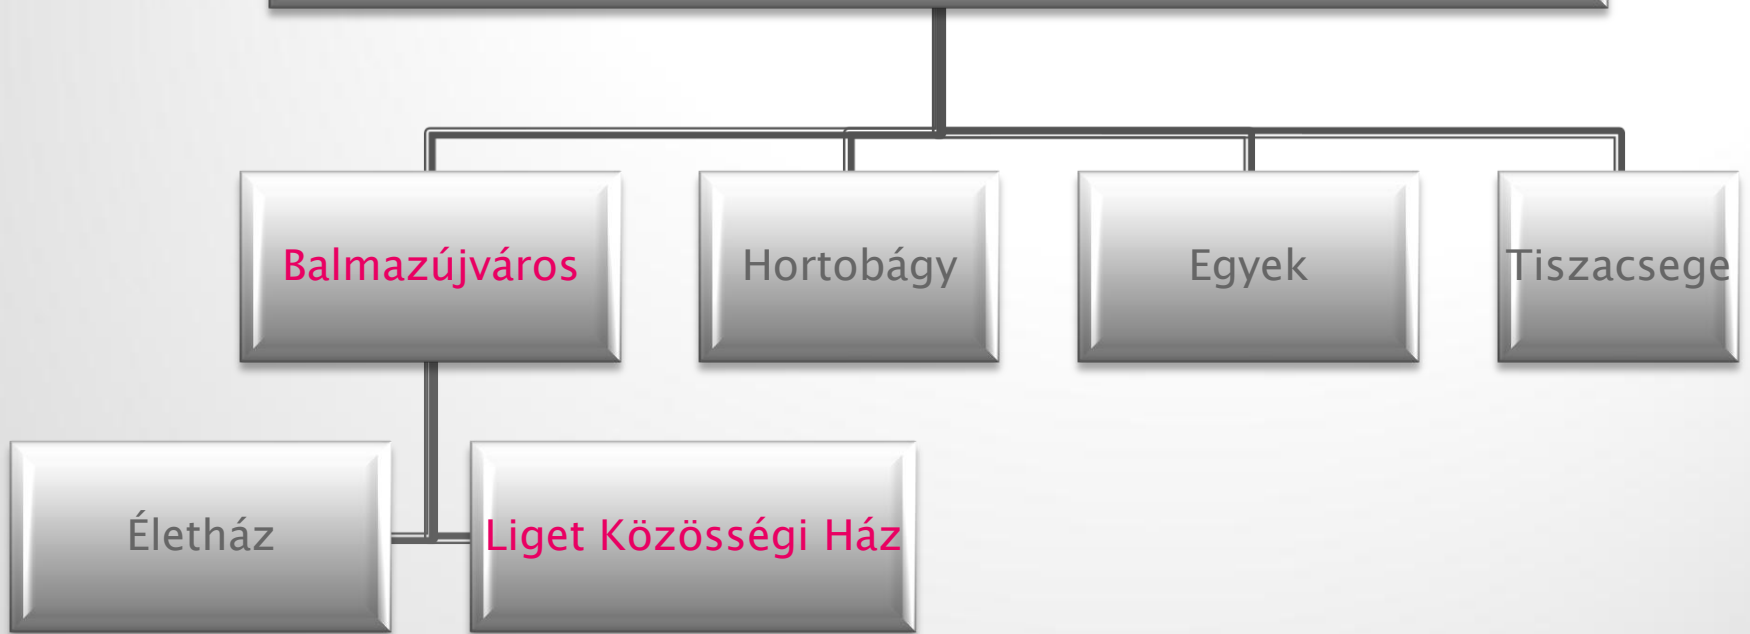 Balmazújváros
Hortobágy
Egyek
Tiszacsege
Életház
Liget Közösségi Ház